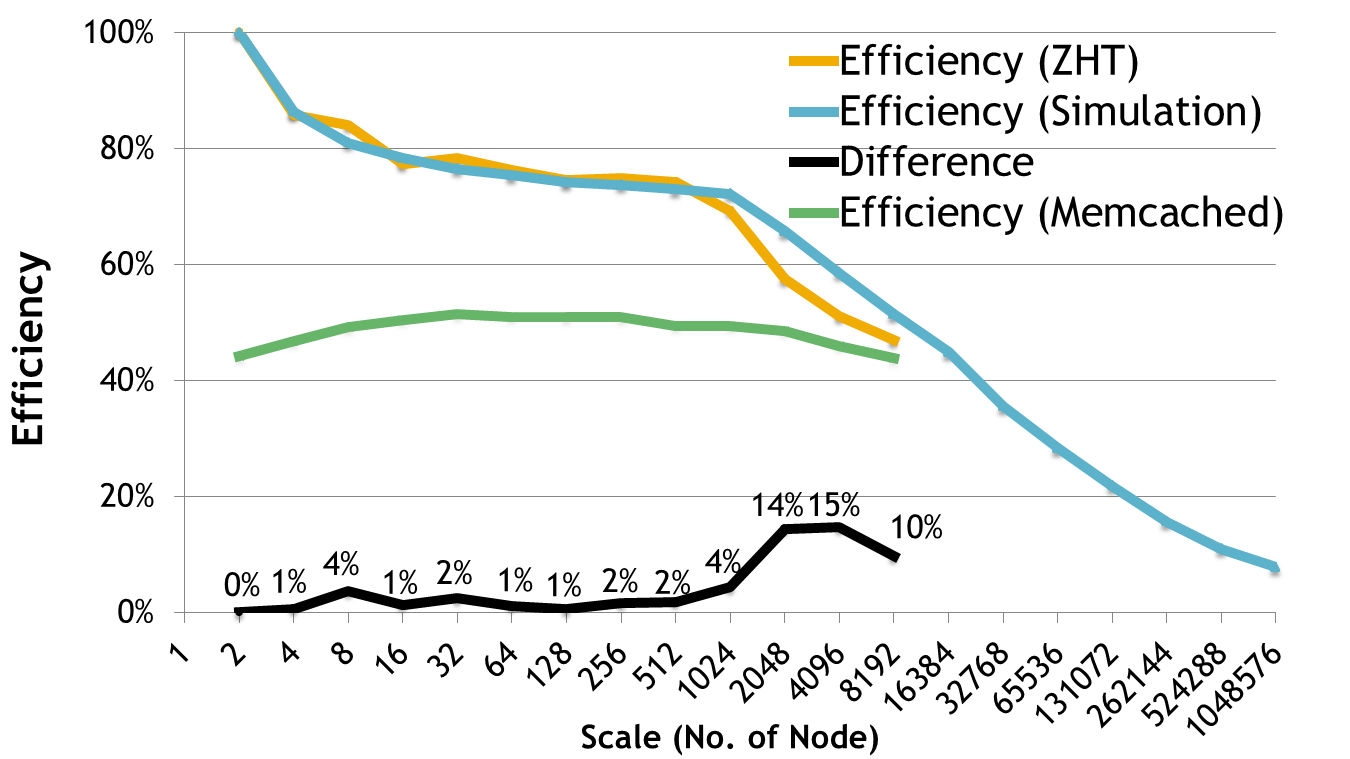 100%
80%
60%
40%
20%
0%
Efficiency
Efficiency (ZHT)
Efficiency (Simulation)
Difference
Efficiency (Memcached)
0% 1% 4% 1% 2% 1% 1% 2% 2% 4% 14% 15% 10%
1 2 4 8 16 32 64 128 256 512 1024 2048 4096 8192 16384 32768 65536 131072 262144 524288 1048576
Scale (No. of Node)